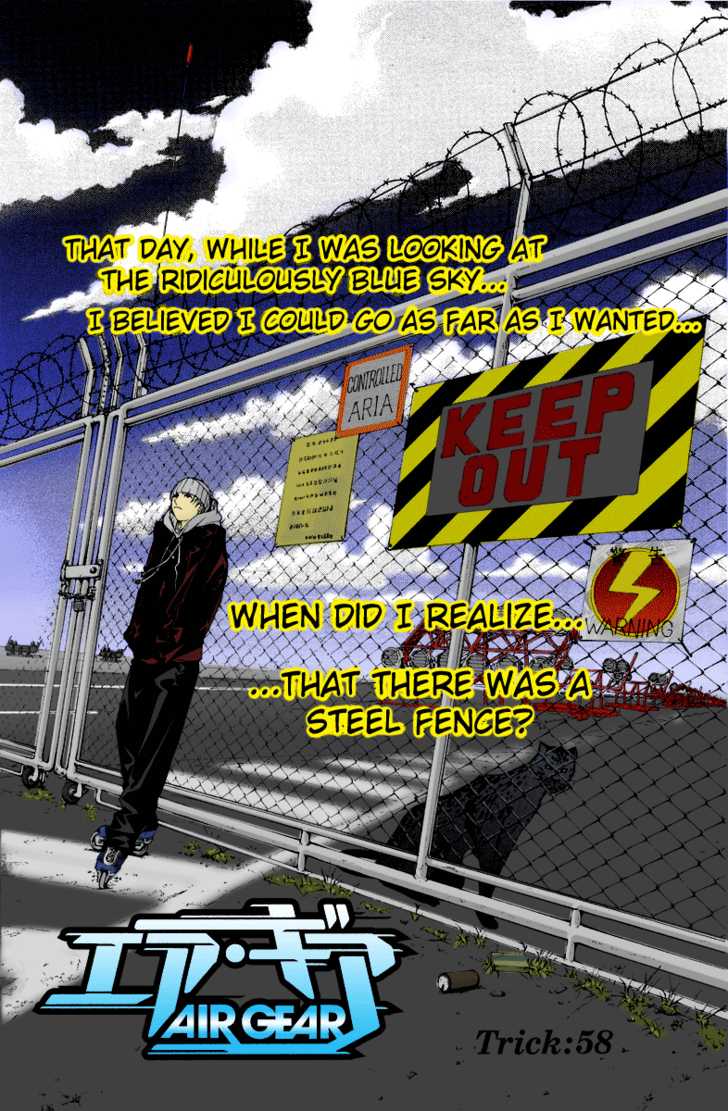 THAT DAY, WHILE I WAS LOOKING AT
THE RIDICULOUSLY BLUE SKY...
I BELIEVED I COULD GO AS FAR AS I WANTED...
CONTROLLED
ARIA
KEEP
OUT
警告
WARNING
WHEN DID I REALIZE...
...THAT THERE WAS A
STEEL FENCE?
エア・ギア
AIR GEAR
Trick:58